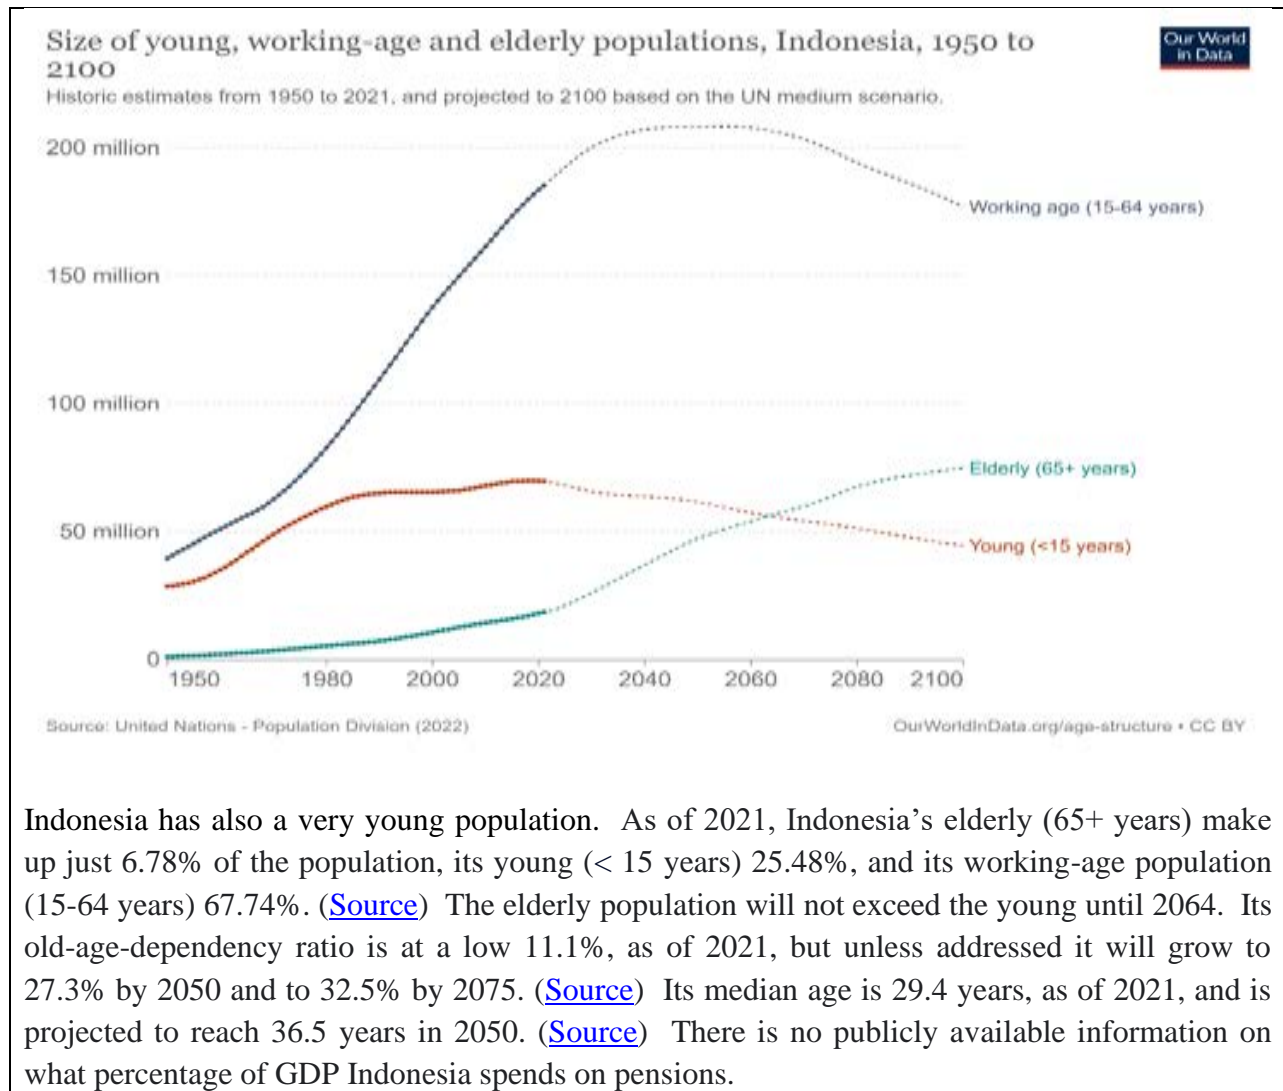 Size of young, working-age and elderly populations, Indonesia, 1950 to
2100
Our World
in Data
Historic estimates from 1950 to 2021, and projected to 2100 based on the UN medium scenario.
200 million
Working age (15-64 years)
150 million
100 million
Elderly (65+ years)
50 million
Young (<15 years)
0
1950 1980 2000 2020 2040 2060 2080 2100
Source: United Nations - Population Division (2022) OurWorldInData.org/age-structure • CC BY
Indonesia has also a very young population. As of 2021, Indonesia’s elderly (65+ years) make
up just 6.78% of the population, its young (< 15 years) 25.48%, and its working-age population
(15-64 years) 67.74%. (Source) The elderly population will not exceed the young until 2064. Its
old-age-dependency ratio is at a low 11.1%, as of 2021, but unless addressed it will grow to
27.3% by 2050 and to 32.5% by 2075. (Source) Its median age is 29.4 years, as of 2021, and is
projected to reach 36.5 years in 2050. (Source) There is no publicly available information on
what percentage of GDP Indonesia spends on pensions.